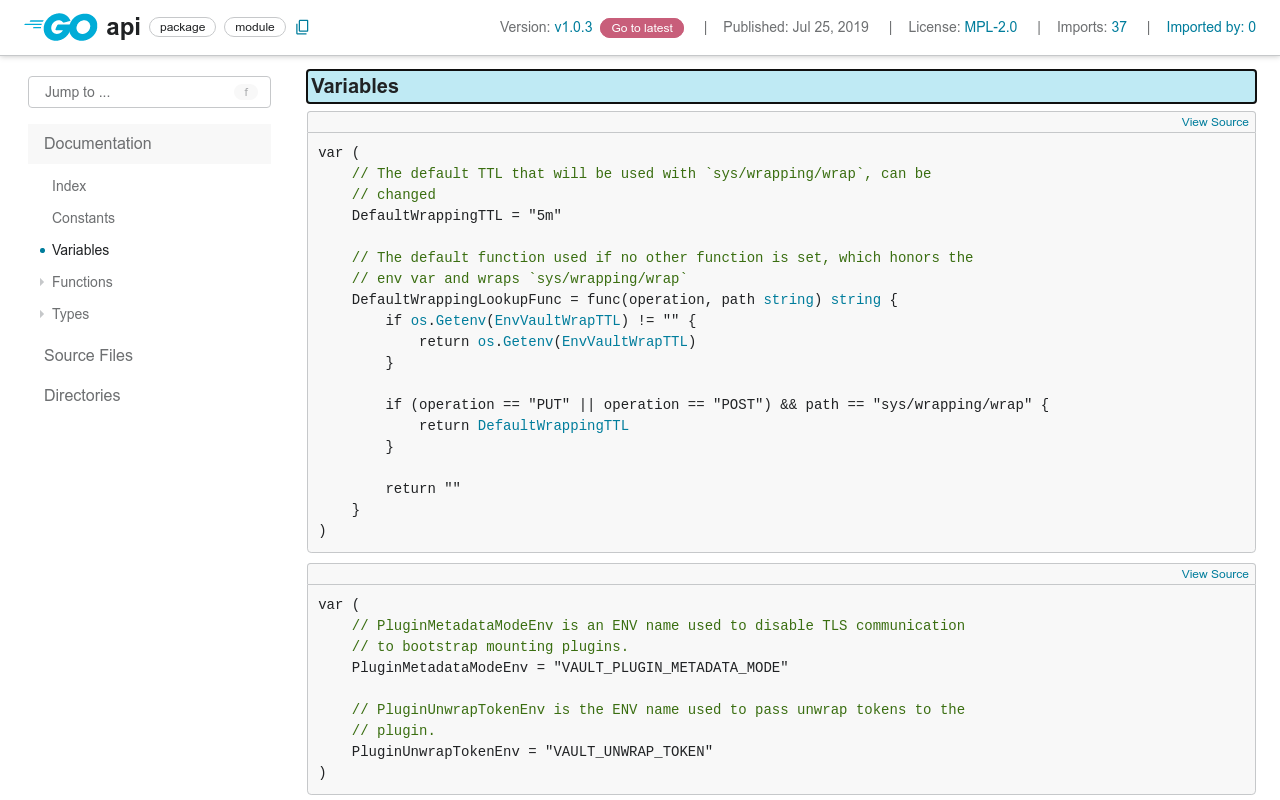 GO api package module Version: v1.0.3 Go to latest | Published: Jul 25, 2019 | License: MPL-2.0 | Imports: 37 | Imported by: 0
Jump to ... f
Documentation
Index
Constants
Variables
Functions
Types
Source Files
Directories
Variables
View Source
var (
    // The default TTL that will be used with `sys/wrapping/wrap`, can be
    // changed
    DefaultWrappingTTL = "5m"

    // The default function used if no other function is set, which honors the
    // env var and wraps `sys/wrapping/wrap`
    DefaultWrappingLookupFunc = func(operation, path string) string {
        if os.Getenv(EnvVaultWrapTTL) != "" {
            return os.Getenv(EnvVaultWrapTTL)
        }

        if (operation == "PUT" || operation == "POST") && path == "sys/wrapping/wrap" {
            return DefaultWrappingTTL
        }

        return ""
    }
)
View Source
var (
    // PluginMetadataModeEnv is an ENV name used to disable TLS communication
    // to bootstrap mounting plugins.
    PluginMetadataModeEnv = "VAULT_PLUGIN_METADATA_MODE"

    // PluginUnwrapTokenEnv is the ENV name used to pass unwrap tokens to the
    // plugin.
    PluginUnwrapTokenEnv = "VAULT_UNWRAP_TOKEN"
)